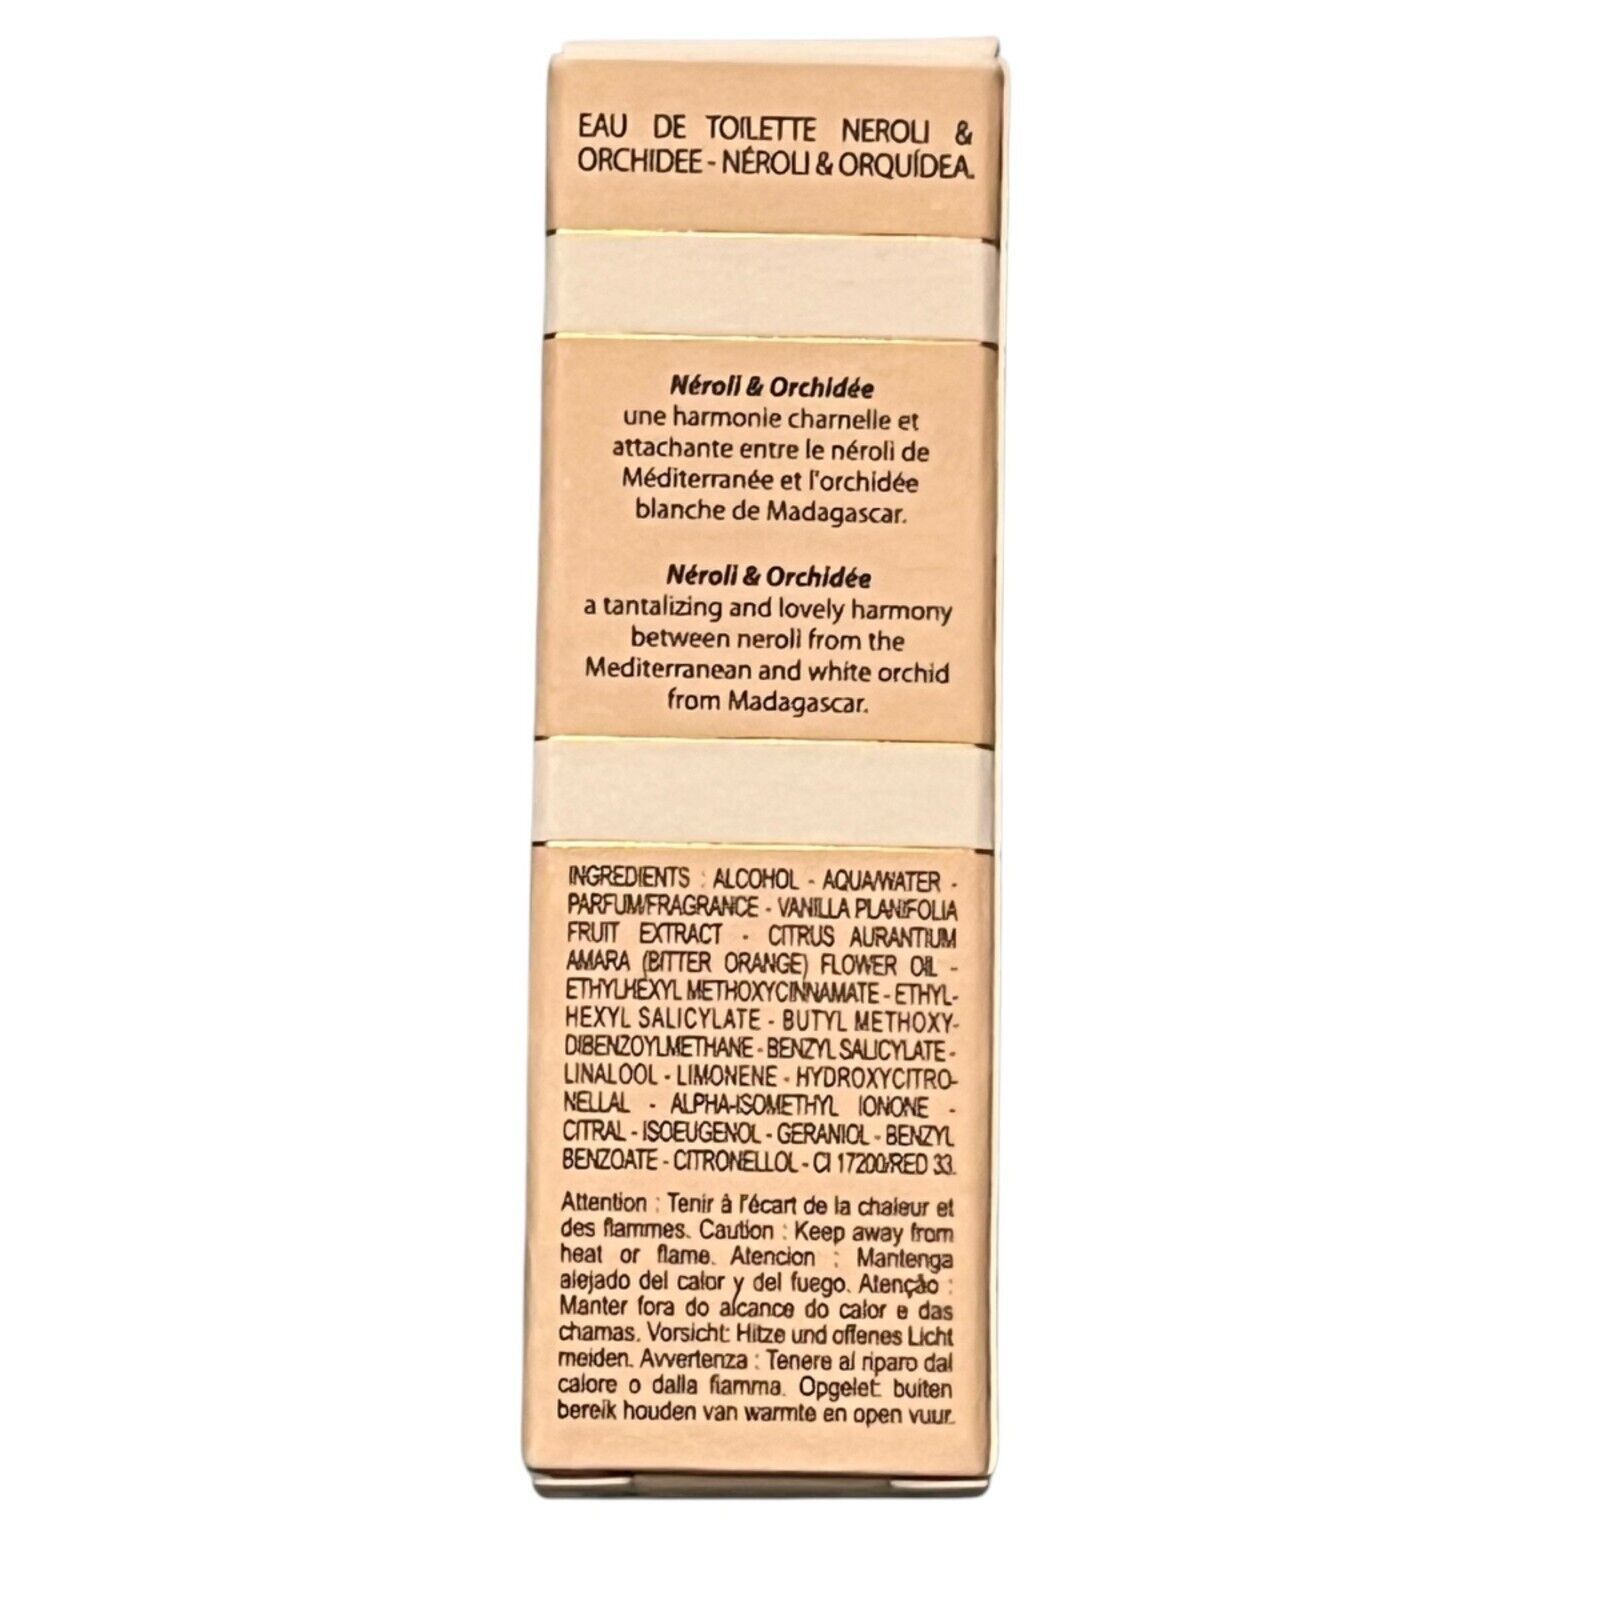 EAU DE TOILETTE NEROLI &
ORCHIDEE - NÉROLI & ORQUÍDEA.
Néroli & Orchidée
une harmonie charnelle et
attachante entre le néroli de
Méditerranée et l'orchidée
blanche de Madagascar.
Néroli & Orchidée
a tantalizing and lovely harmony
between neroli from the
Mediterranean and white orchid
from Madagascar.
INGREDIENTS : ALCOHOL - AQUA/WATER -
PARFUM/FRAGRANCE - VANILLA PLANIFOLIA
FRUIT EXTRACT - CITRUS AURANTIUM
AMARA (BITTER ORANGE) FLOWER OIL -
ETHYLHEXYL METHOXYCINNAMATE - ETHYL-
HEXYL SALICYLATE - BUTYL METHOXY-
DIBENZOYLMETHANE - BENZYL SALICYLATE -
LINALOOL - LIMONENE - HYDROXYCITRO-
NELLAL - ALPHA-ISOMETHYL IONONE -
CITRAL - ISOEUGENOL - GERANIOL - BENZYL
BENZOATE - CITRONELLOL - CI 17200/RED 33.
Attention : Tenir à l'écart de la chaleur et
des flammes. Caution : Keep away from
heat or flame. Atencion : Mantenga
alejado del calor y del fuego. Atenção :
Manter fora do alcance do calor e das
chamas. Vorsicht: Hitze und offenes Licht
meiden. Avvertenza : Tenere al riparo dal
calore o dalla fiamma. Opgelet: buiten
bereik houden van warmte en open vuur.